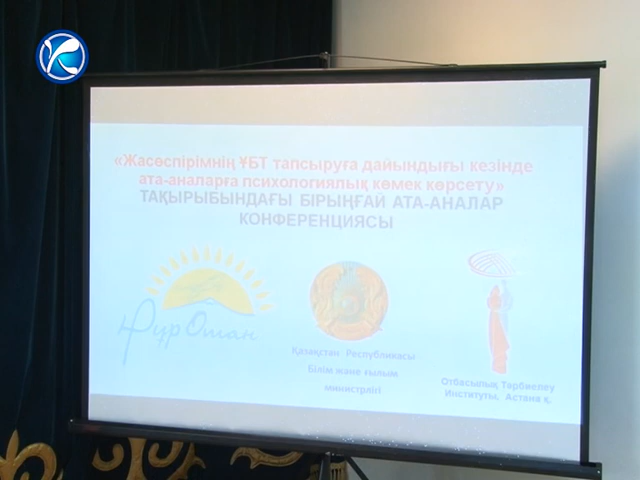 «Жасөспірімнің ҰБТ тапсыруға дайындығы кезінде
ата-аналарға психологиялық көмек көрсету»
ТАҚЫРЫБЫНДАҒЫ БІРЫҢҒАЙ АТА-АНАЛАР
КОНФЕРЕНЦИЯСЫ
Нұр Отан
Қазақстан Республикасы
Білім және ғылым
министрлігі
Отбасылық Тәрбиелеу
Институты, Астана қ.